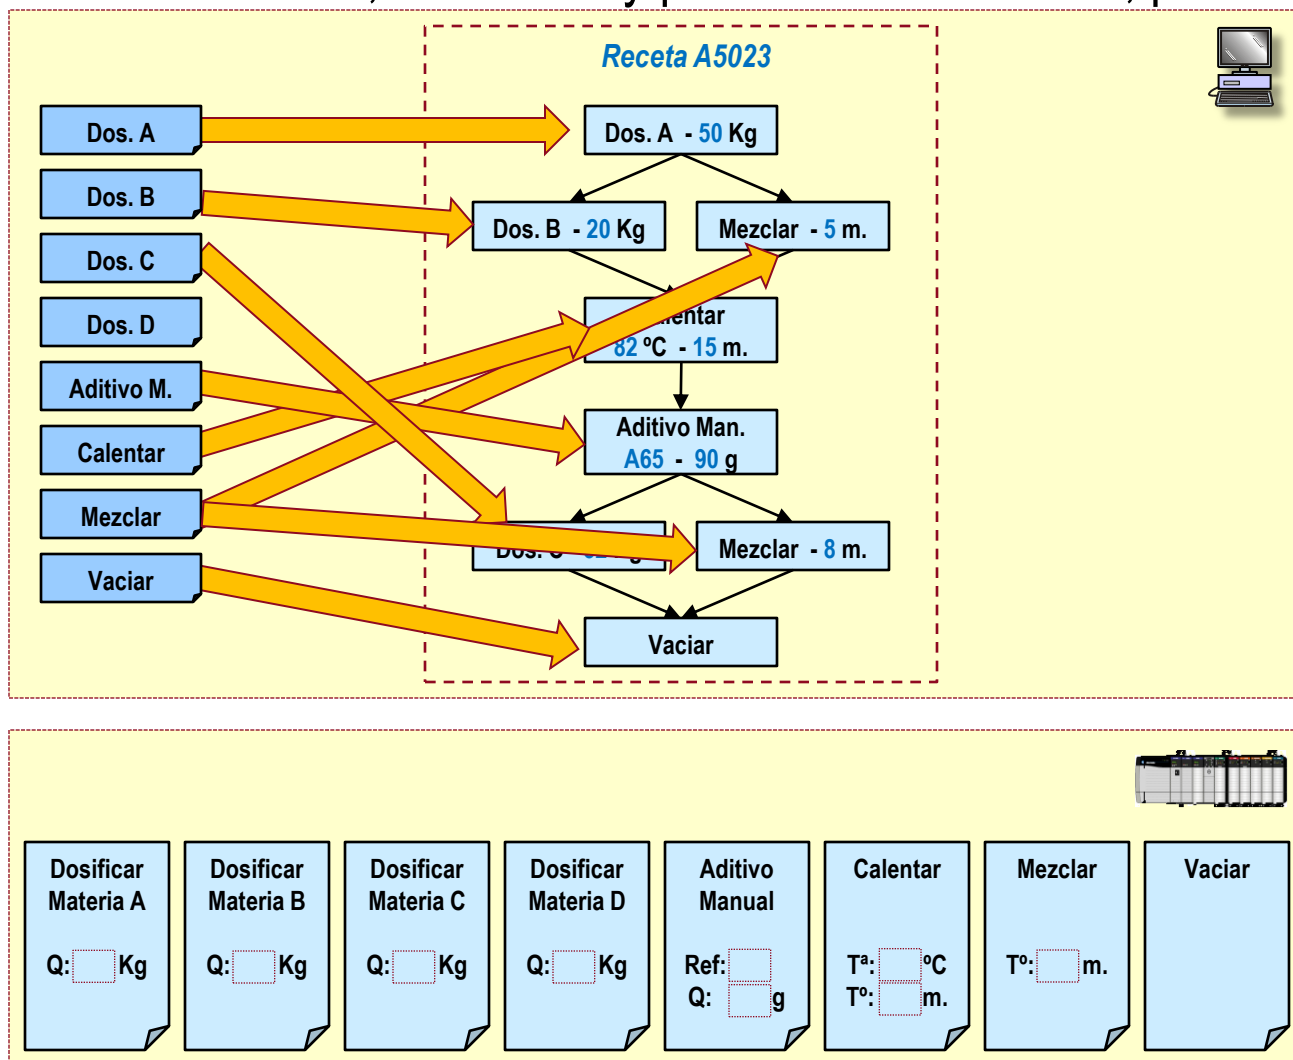 Receta A5023
Dos. A
Dos. B
Dos. C
Dos. D
Aditivo M.
Calentar
Mezclar
Vaciar
Dos. A - 50 Kg
Dos. B - 20 Kg
Mezclar - 5 m.
82 ºC - 15 m.
Aditivo Man.
A65 - 90 g
Mezclar - 8 m.
Vaciar
Dosificar
Materia A
Q: Kg
Dosificar
Materia B
Q: Kg
Dosificar
Materia C
Q: Kg
Dosificar
Materia D
Q: Kg
Aditivo
Manual
Ref:
Q: g
Calentar
Tª: ºC
Tº: m.
Mezclar
Tº: m.
Vaciar